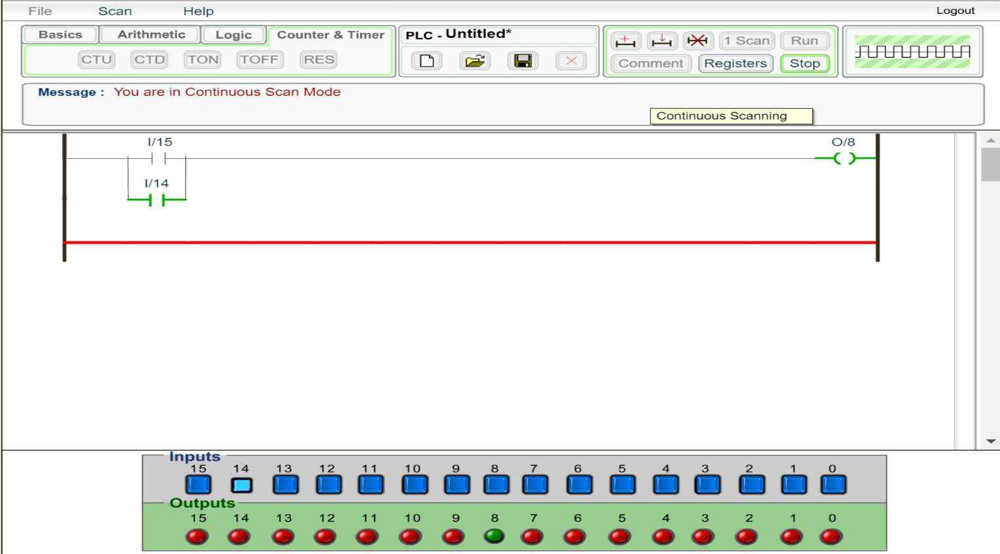 File Scan Help Logout
Basics Arithmetic Logic Counter & Timer
CTU CTD TON TOFF RES
PLC - Untitled*
1 Scan Run
Comment Registers Stop
Message : You are in Continuous Scan Mode
Continuous Scanning
I/15 O/8
I/14
Inputs
15 14 13 12 11 10 9 8 7 6 5 4 3 2 1 0
Outputs
15 14 13 12 11 10 9 8 7 6 5 4 3 2 1 0